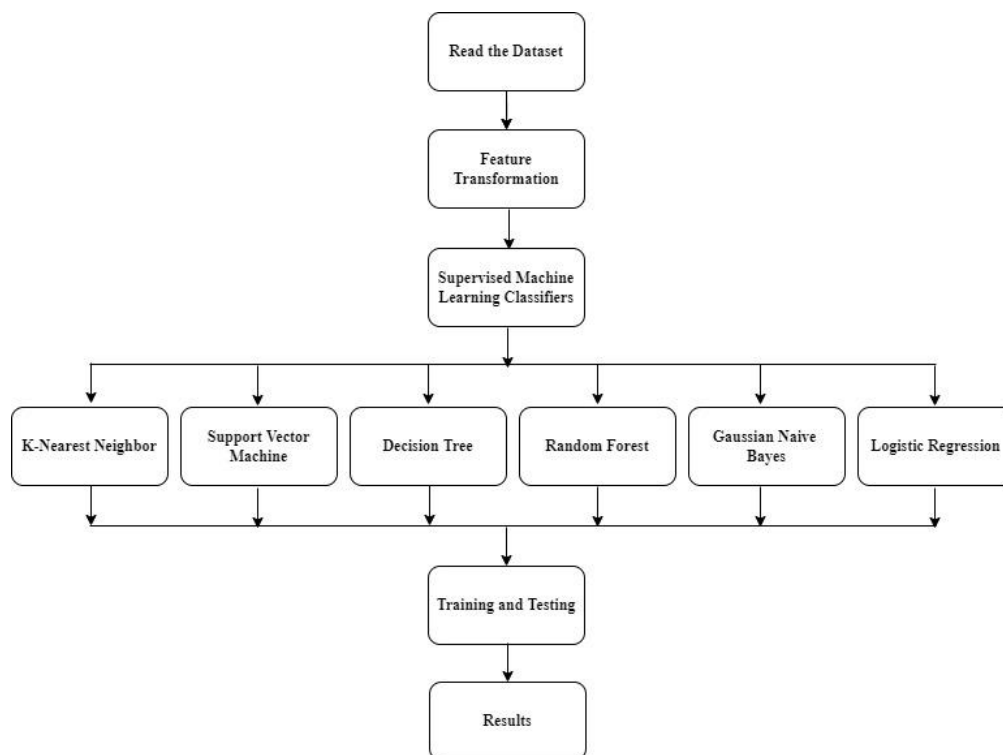 Read the Dataset
Feature
Transformation
Supervised Machine
Learning Classifiers
K-Nearest Neighbor
Support Vector
Machine
Decision Tree
Random Forest
Gaussian Naive
Bayes
Logistic Regression
Training and Testing
Results